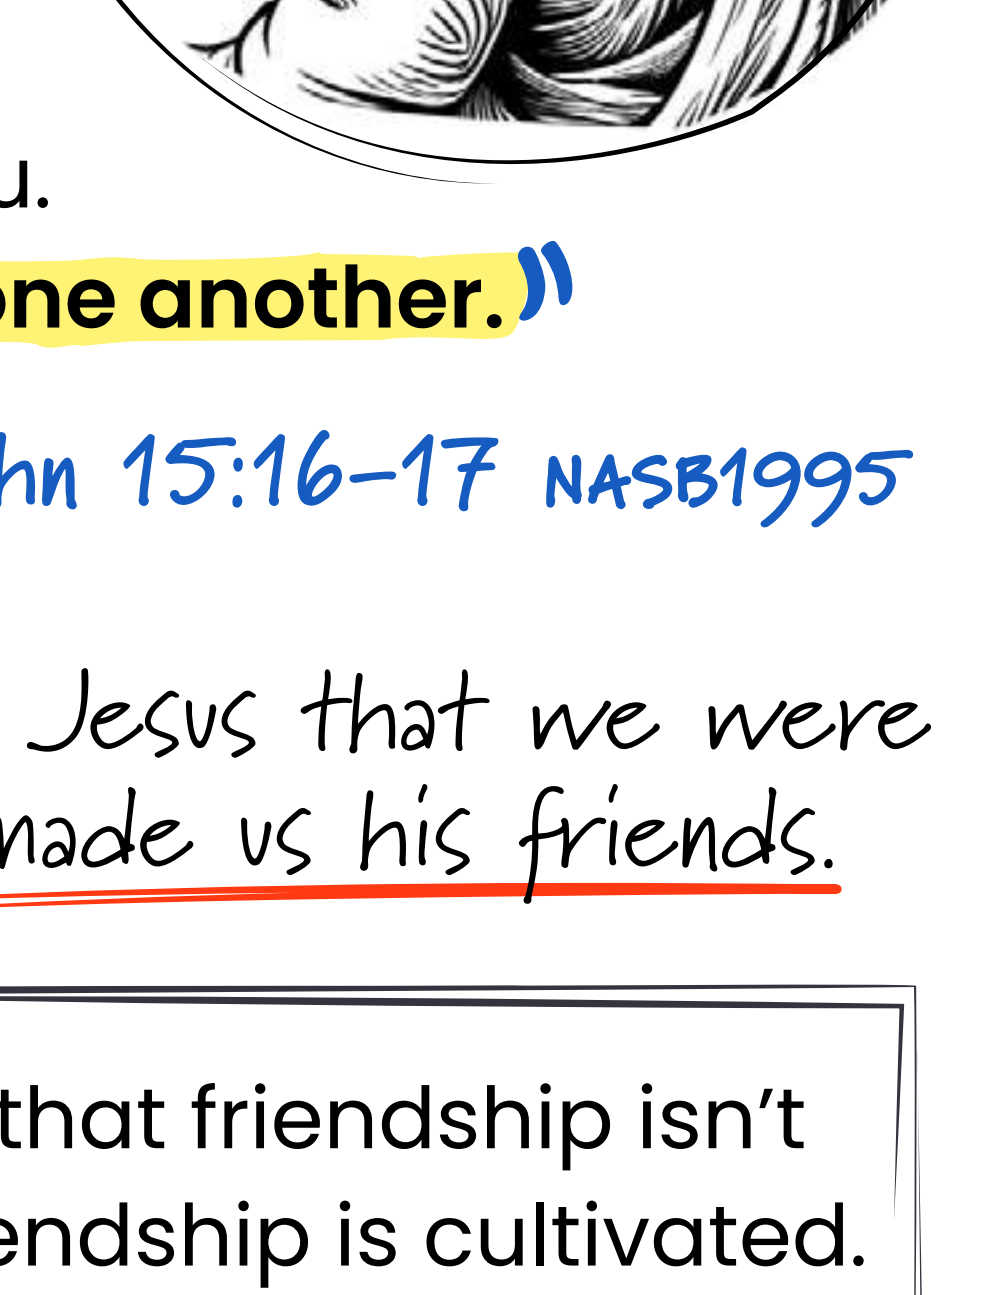 u.
one another.”
hn 15:16-17 NASB1995
Jesus that we were
made us his friends.
that friendship isn’t
endship is cultivated.